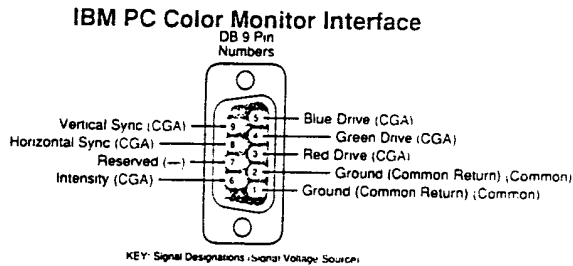 IBM PC Color Monitor Interface
DB 9 Pin
Numbers
5
9
4
8
3
7
2
6
1
Vertical Sync (CGA)
Horizontal Sync (CGA)
Reserved (—)
Intensity (CGA)
Blue Drive (CGA)
Green Drive (CGA)
Red Drive (CGA)
Ground (Common Return) (Common)
Ground (Common Return) (Common)
KEY: Signal Designations (Signal Voltage Source)